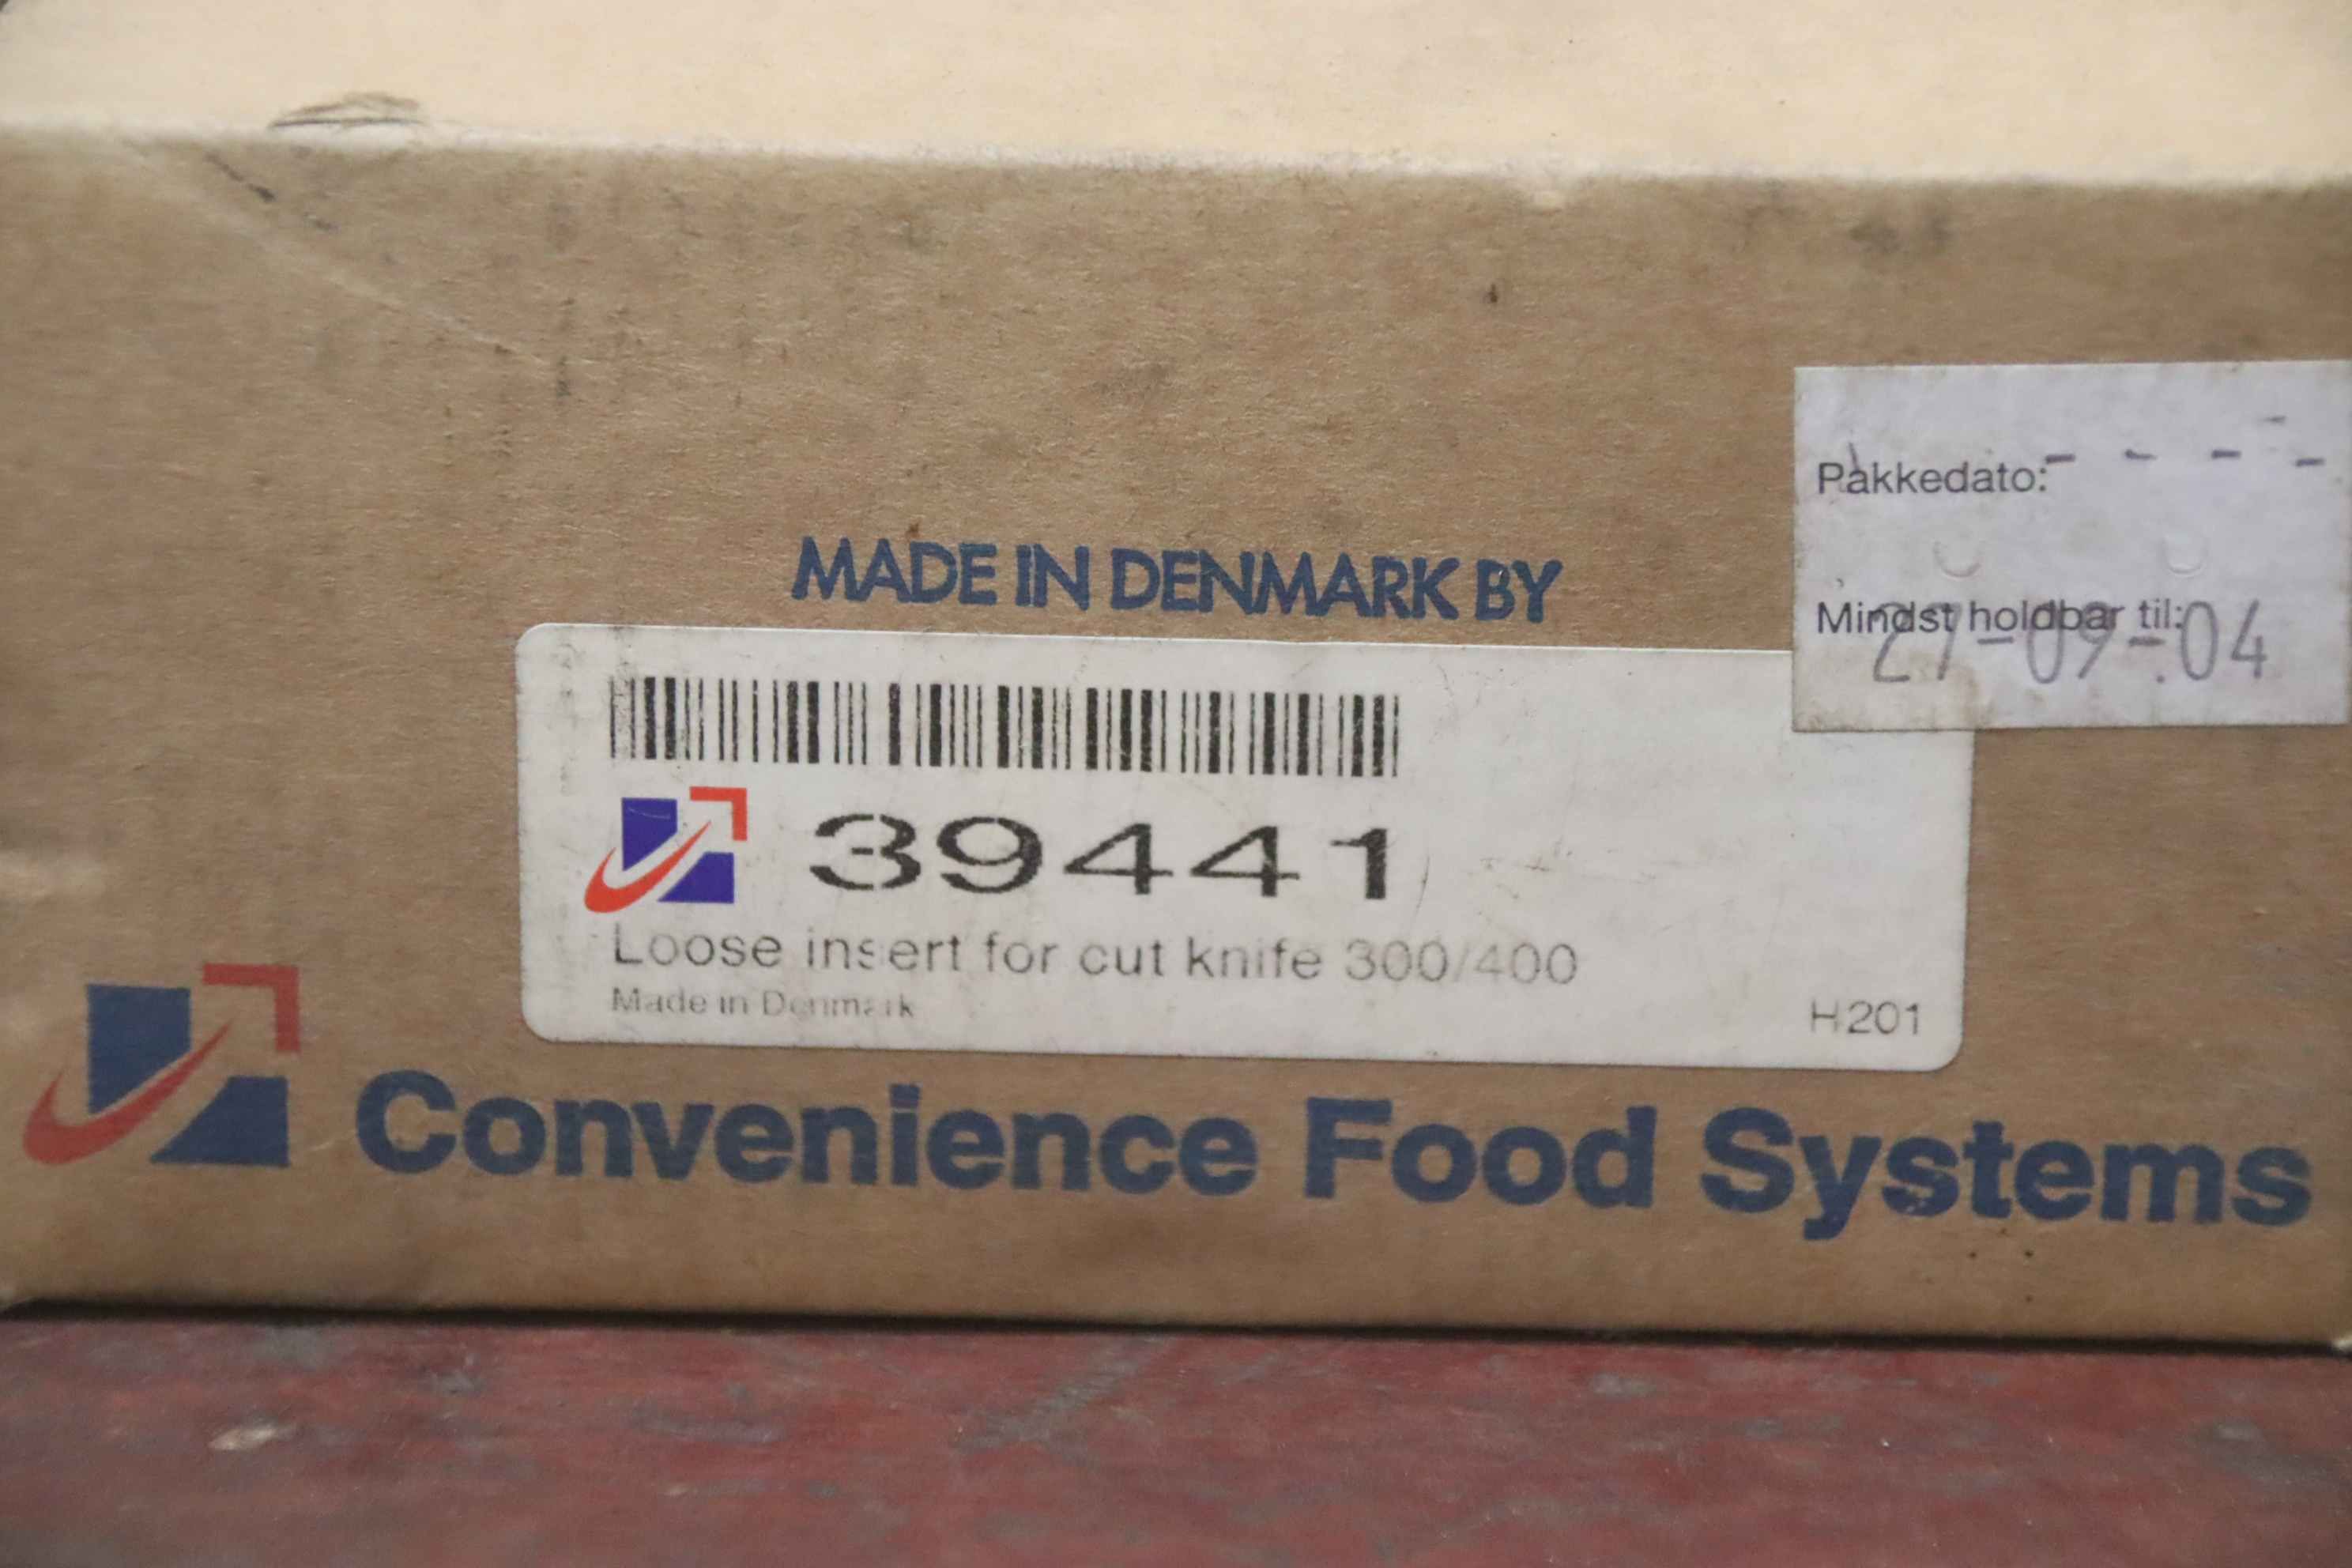 Pakkedato: - - - -
MADE IN DENMARK BY
Mindst holdbar til:
27-09-.04
39441
Loose insert for cut knife 300/400
Made in Denmark
H201
Convenience Food Systems